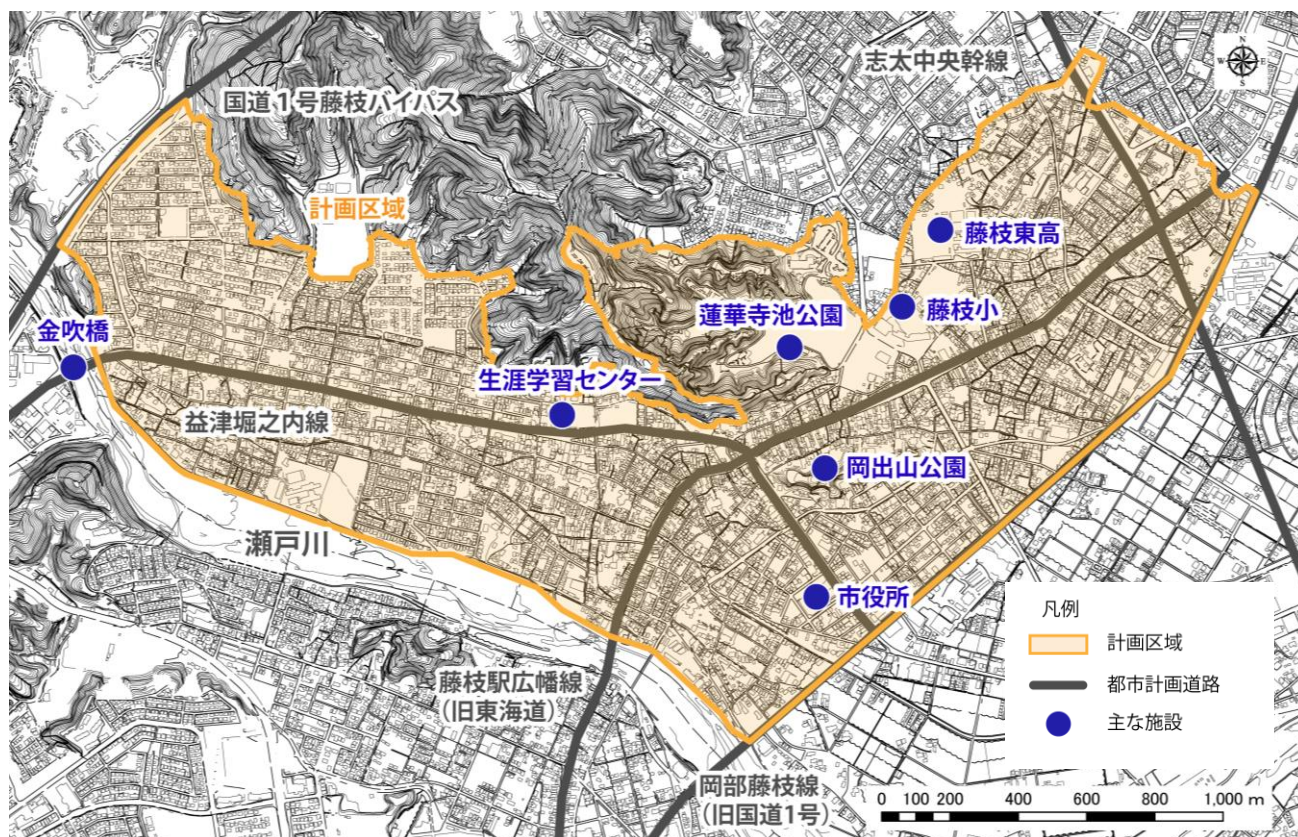 志太中央幹線
N
W
E
S
国道1号藤枝バイパス
計画区域
藤枝東高
藤枝小
蓮華寺池公園
金吹橋
生涯学習センター
益津堀之内線
岡出山公園
瀬戸川
市役所
凡例
計画区域
都市計画道路
主な施設
藤枝駅広幡線
(旧東海道)
岡部藤枝線
(旧国道1号)
0 100 200 400 600 800 1,000 m